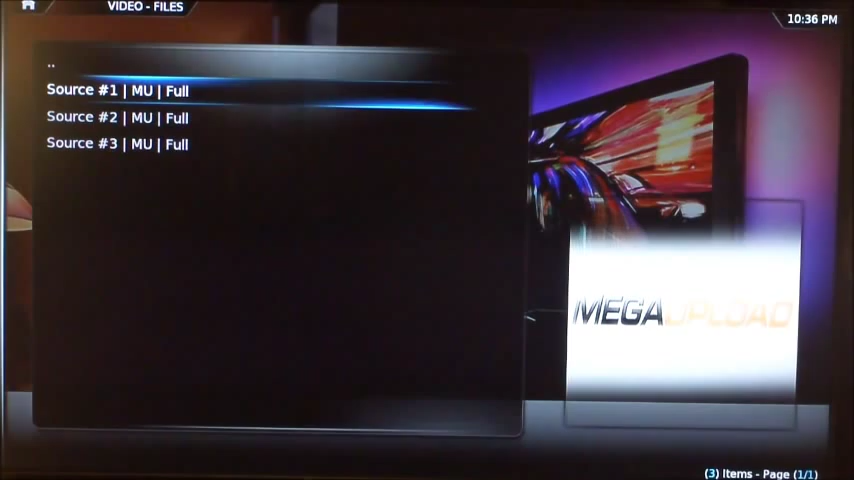 VIDEO - FILES
10:36 PM
..
Source #1 | MU | Full
Source #2 | MU | Full
Source #3 | MU | Full
MEGAUPLOAD
(3) Items - Page (1/1)